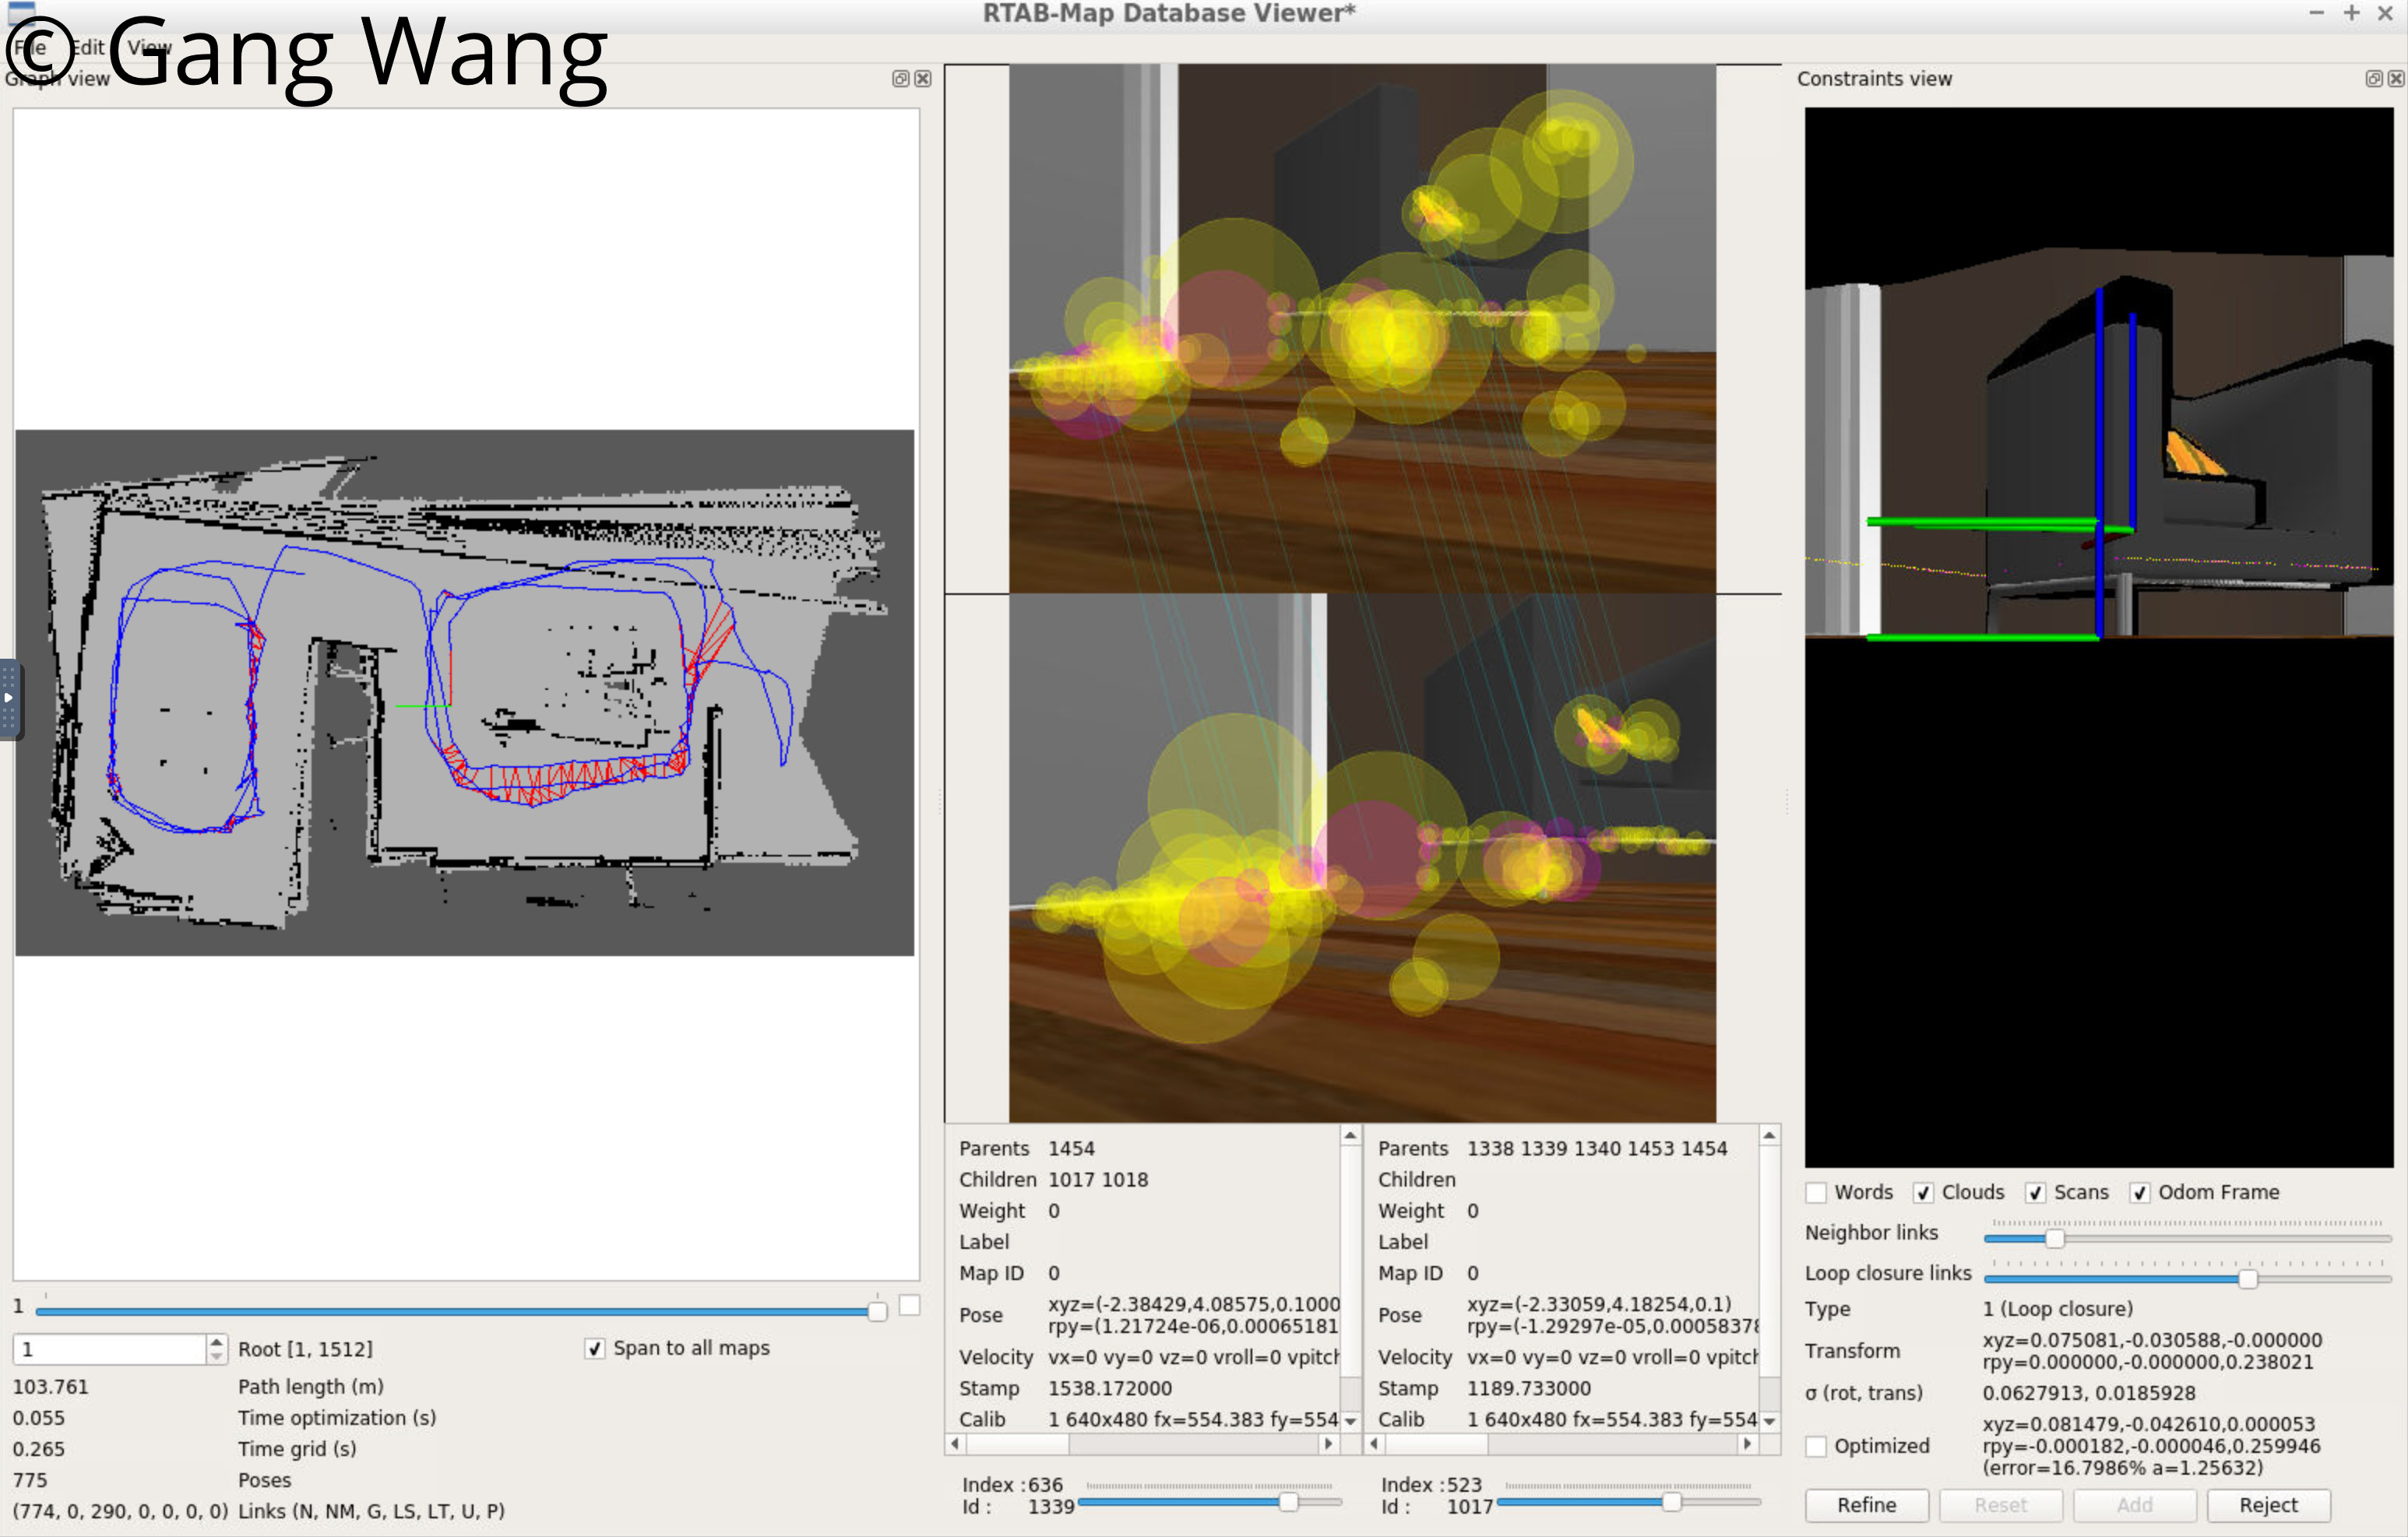 RTAB-Map Database Viewer*
© Gang Wang
File Edit View
Graph view
Constraints view
1
1 Root [1, 1512] Span to all maps
103.761 Path length (m)
0.055 Time optimization (s)
0.265 Time grid (s)
775 Poses
(774, 0, 290, 0, 0, 0, 0) Links (N, NM, G, LS, LT, U, P)
Parents 1454
Children 1017 1018
Weight 0
Label
Map ID 0
Pose xyz=(-2.38429,4.08575,0.1000
rpy=(1.21724e-06,0.00065181
Velocity vx=0 vy=0 vz=0 vroll=0 vpitch
Stamp 1538.172000
Calib 1 640x480 fx=554.383 fy=554
Index :636
Id : 1339
Parents 1338 1339 1340 1453 1454
Children
Weight 0
Label
Map ID 0
Pose xyz=(-2.33059,4.18254,0.1)
rpy=(-1.29297e-05,0.00058378
Velocity vx=0 vy=0 vz=0 vroll=0 vpitch
Stamp 1189.733000
Calib 1 640x480 fx=554.383 fy=554
Index :523
Id : 1017
Words Clouds Scans Odom Frame
Neighbor links
Loop closure links
Type 1 (Loop closure)
Transform xyz=0.075081,-0.030588,-0.000000
rpy=0.000000,-0.000000,0.238021
σ (rot, trans) 0.0627913, 0.0185928
Optimized xyz=0.081479,-0.042610,0.000053
rpy=-0.000182,-0.000046,0.259946
(error=16.7986% a=1.25632)
Refine Reset Add Reject